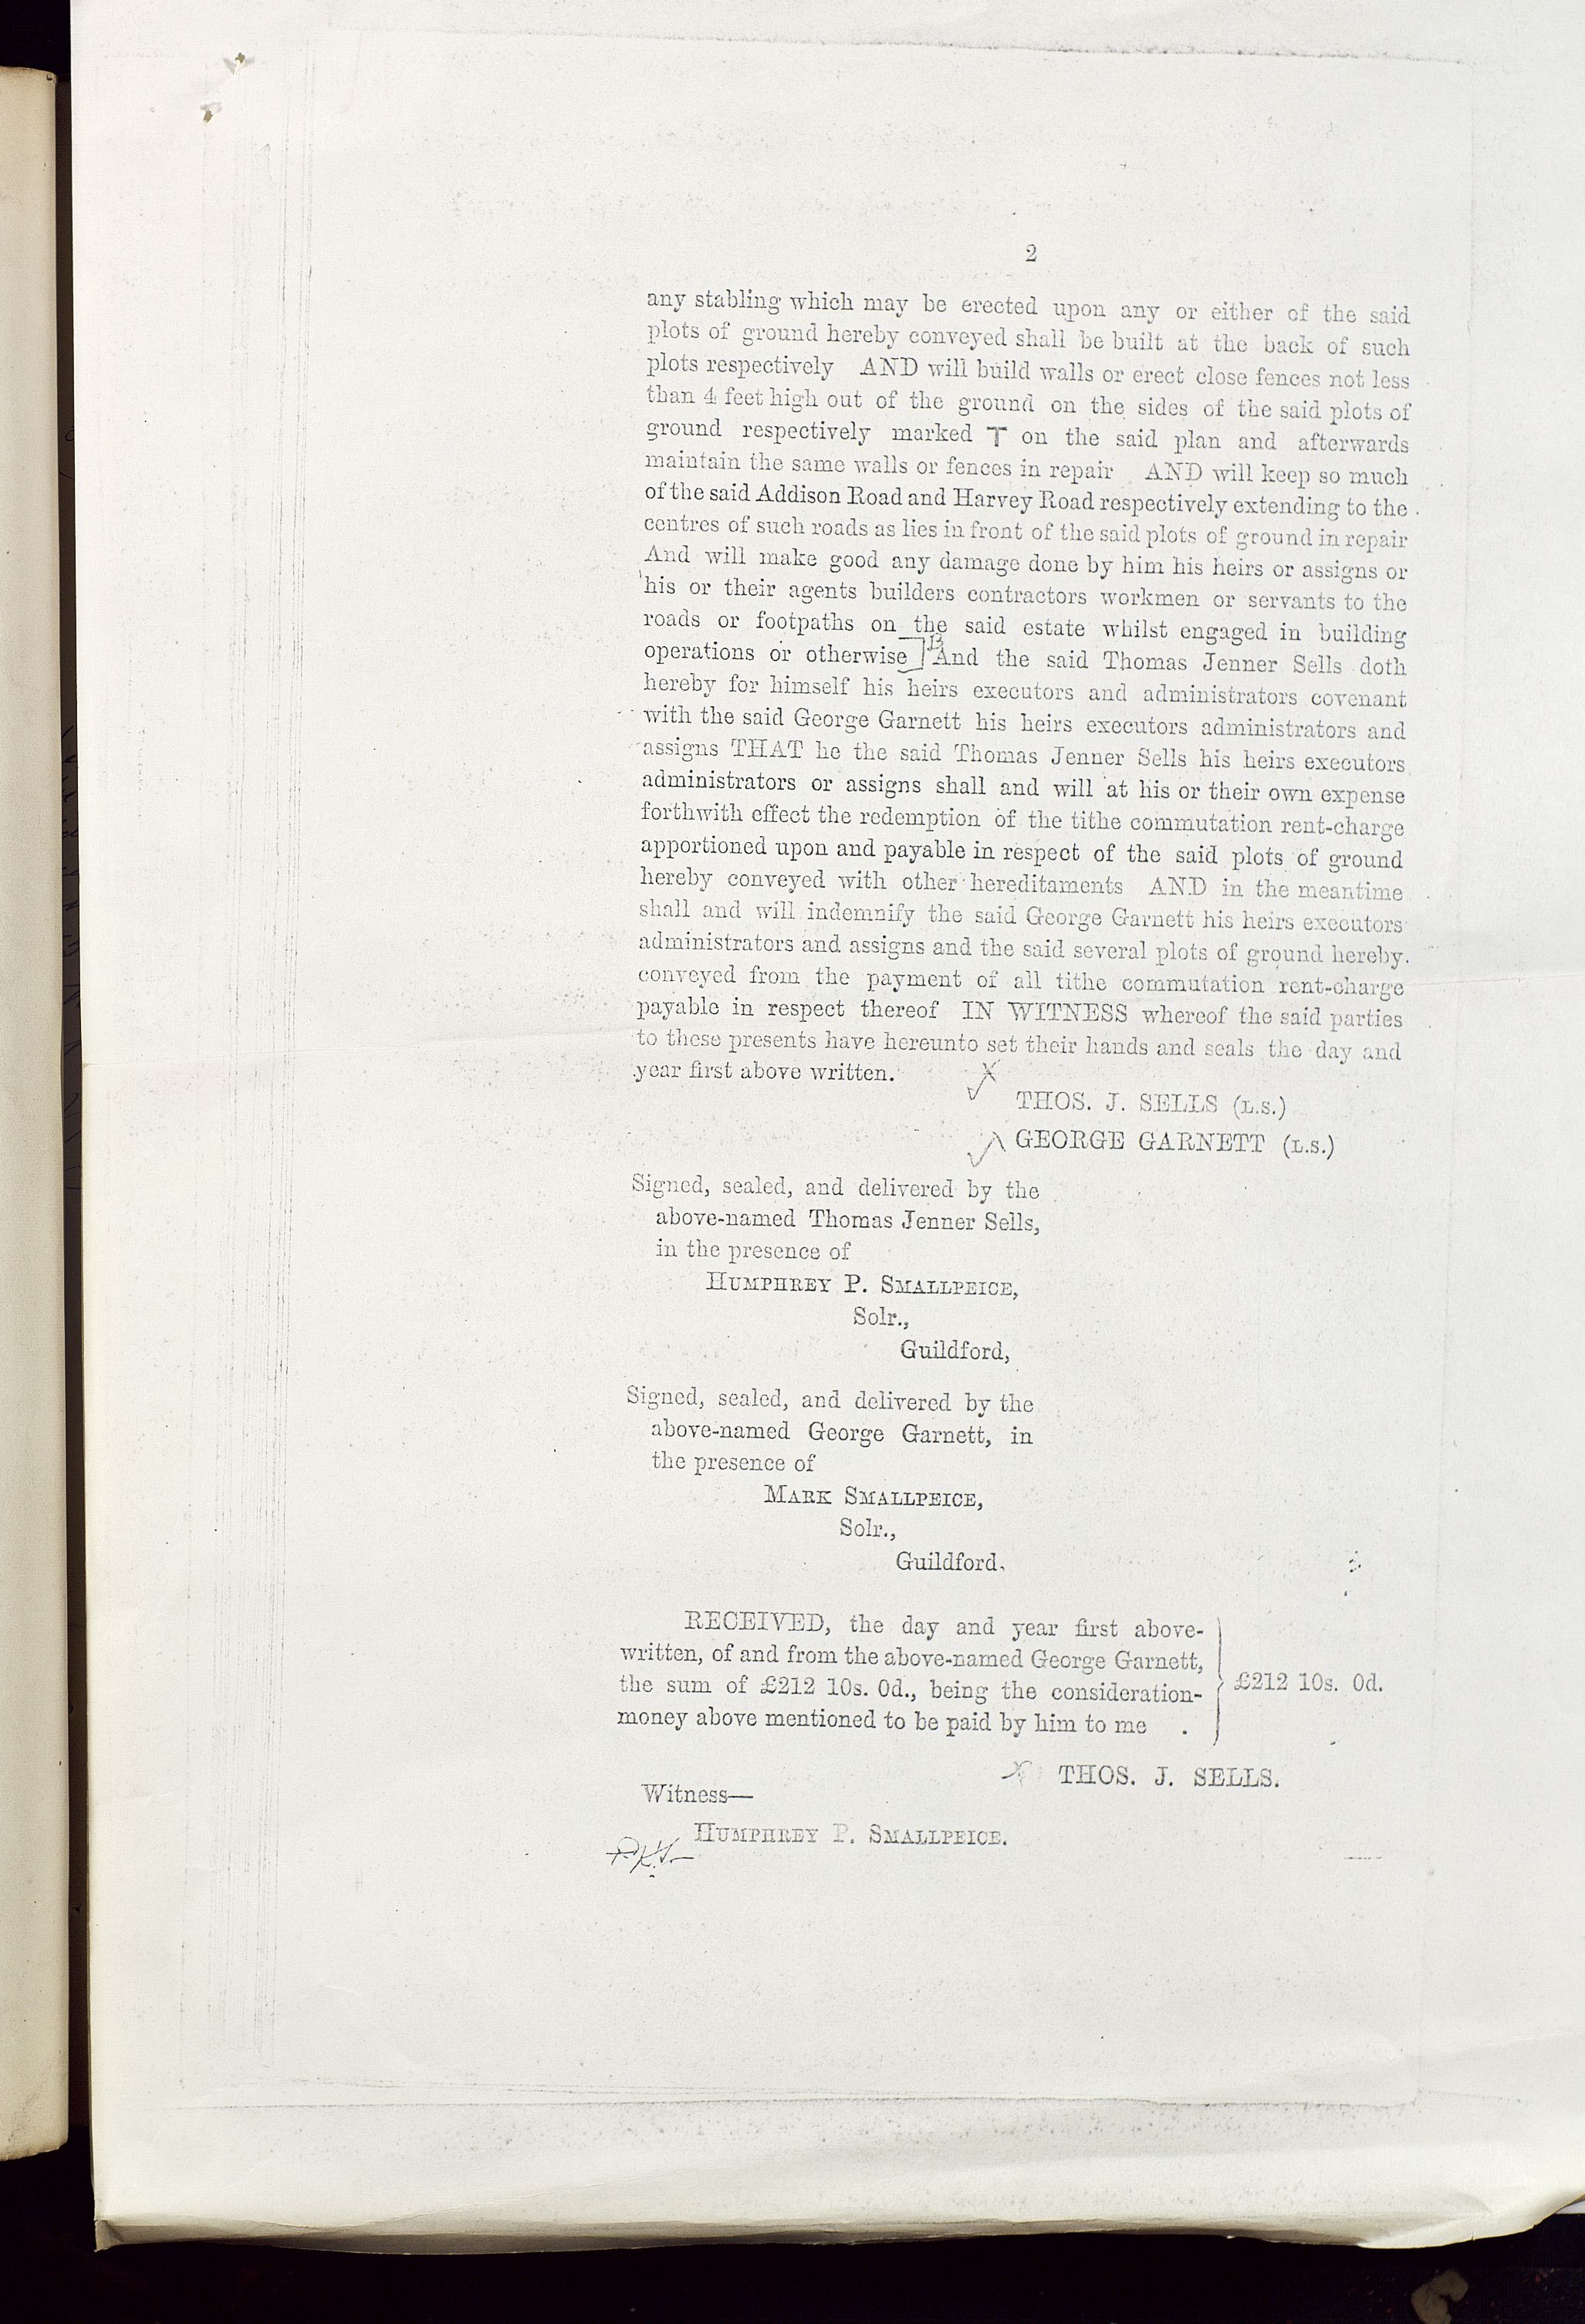 2
any stabling which may be erected upon any or either of the said
plots of ground hereby conveyed shall be built at the back of such
plots respectively AND will build walls or erect close fences not less
than 4 feet high out of the ground on the sides of the said plots of
ground respectively marked T on the said plan and afterwards
maintain the same walls or fences in repair AND will keep so much
of the said Addison Road and Harvey Road respectively extending to the
centres of such roads as lies in front of the said plots of ground in repair
And will make good any damage done by him his heirs or assigns or
his or their agents builders contractors workmen or servants to the
roads or footpaths on the said estate whilst engaged in building
operations or otherwise] B And the said Thomas Jenner Sells doth
hereby for himself his heirs executors and administrators covenant
with the said George Garnett his heirs executors administrators and
assigns THAT he the said Thomas Jenner Sells his heirs executors
administrators or assigns shall and will at his or their own expense
forthwith effect the redemption of the tithe commutation rent-charge
apportioned upon and payable in respect of the said plots of ground
hereby conveyed with other hereditaments AND in the meantime
shall and will indemnify the said George Garnett his heirs executors
administrators and assigns and the said several plots of ground hereby
conveyed from the payment of all tithe commutation rent-charge
payable in respect thereof IN WITNESS whereof the said parties
to these presents have hereunto set their hands and seals the day and
year first above written.
THOS. J. SELLS (L.S.)
GEORGE GARNETT (L.S.)
Signed, sealed, and delivered by the
above-named Thomas Jenner Sells,
in the presence of
HUMPHREY P. SMALLPEICE,
Solr.,
Guildford,
Signed, sealed, and delivered by the
above-named George Garnett, in
the presence of
MARK SMALLPEICE,
Solr.,
Guildford.
RECEIVED, the day and year first above-
written, of and from the above-named George Garnett,
the sum of £212 10s. 0d., being the consideration-
money above mentioned to be paid by him to me .
£212 10s. 0d.
THOS. J. SELLS.
Witness—
HUMPHREY P. SMALLPEICE.